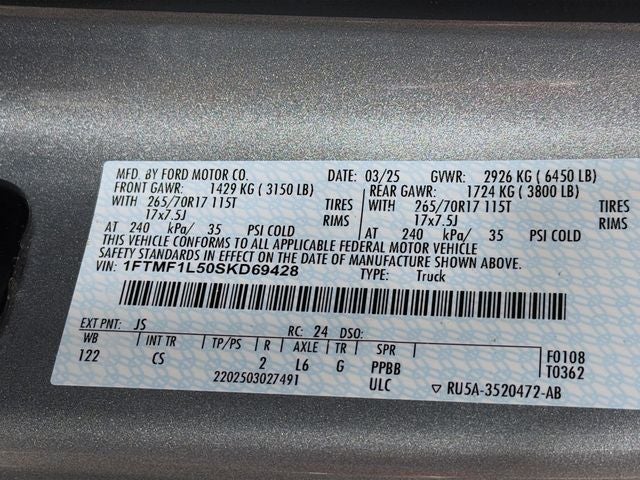 MFD. BY FORD MOTOR CO. DATE: 03/25 GVWR: 2926 KG ( 6450 LB)
FRONT GAWR: 1429 KG ( 3150 LB) REAR GAWR: 1724 KG ( 3800 LB)
WITH 265/70R17 115T TIRES WITH 265/70R17 115T TIRES
17x7.5J RIMS 17x7.5J RIMS
AT 240 kPa/ 35 PSI COLD AT 240 kPa/ 35 PSI COLD
THIS VEHICLE CONFORMS TO ALL APPLICABLE FEDERAL MOTOR VEHICLE
SAFETY STANDARDS IN EFFECT ON THE DATE OF MANUFACTURE SHOWN ABOVE.
VIN: 1FTMF1L50SKD69428 TYPE: Truck
EXT PNT: JS RC: 24 DSO:
WB INT TR TP/PS R AXLE TR SPR
122 CS 2 L6 G PPBB F0108
2202503027491 ULC T0362
RU5A-3520472-AB